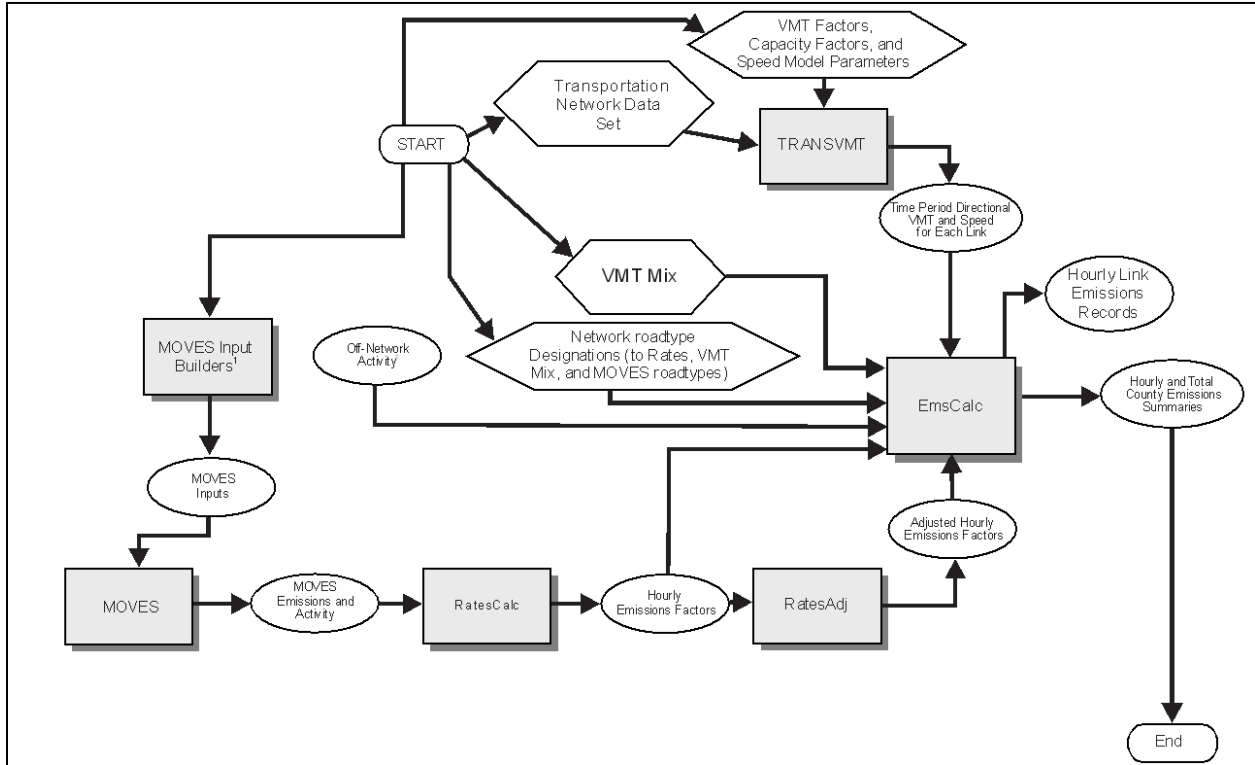 VMT Factors,
Capacity Factors, and
Speed Model Parameters
Transportation
Network Data
Set
START
TRANSVMT
Time Period Directional
VMT and Speed
for Each Link
VMT Mix
Hourly Link
Emissions
Records
MOVES Input
Builders¹
Off-Network
Activity
Network roadtype
Designations (to Rates, VMT
Mix, and MOVES roadtypes)
EmsCalc
Hourly and Total
County Emissions
Summaries
MOVES
Inputs
Adjusted Hourly
Emissions Factors
MOVES
MOVES
Emissions and
Activity
RatesCalc
Hourly
Emissions Factors
RatesAdj
End